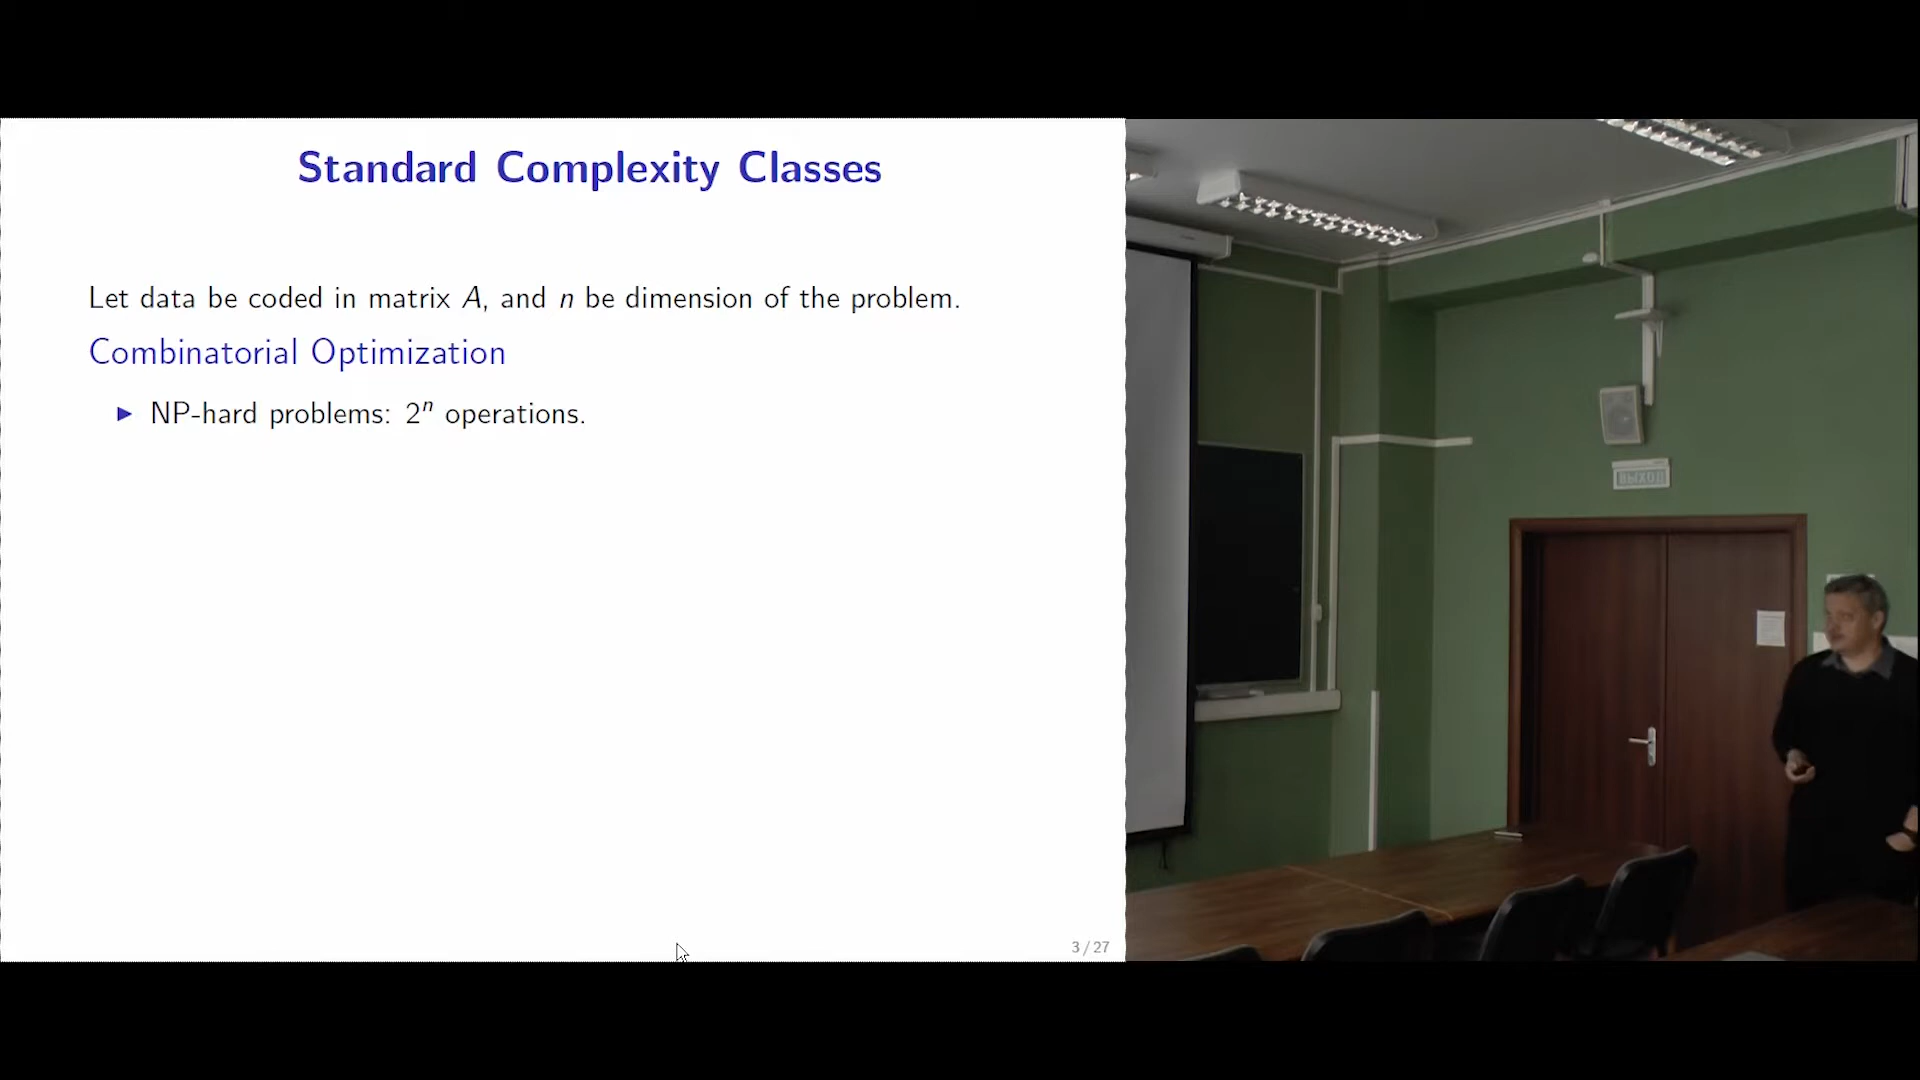 Standard Complexity Classes
Let data be coded in matrix A, and n be dimension of the problem.
Combinatorial Optimization
▶ NP-hard problems: 2ⁿ operations.
3 / 27
ВЫХОД